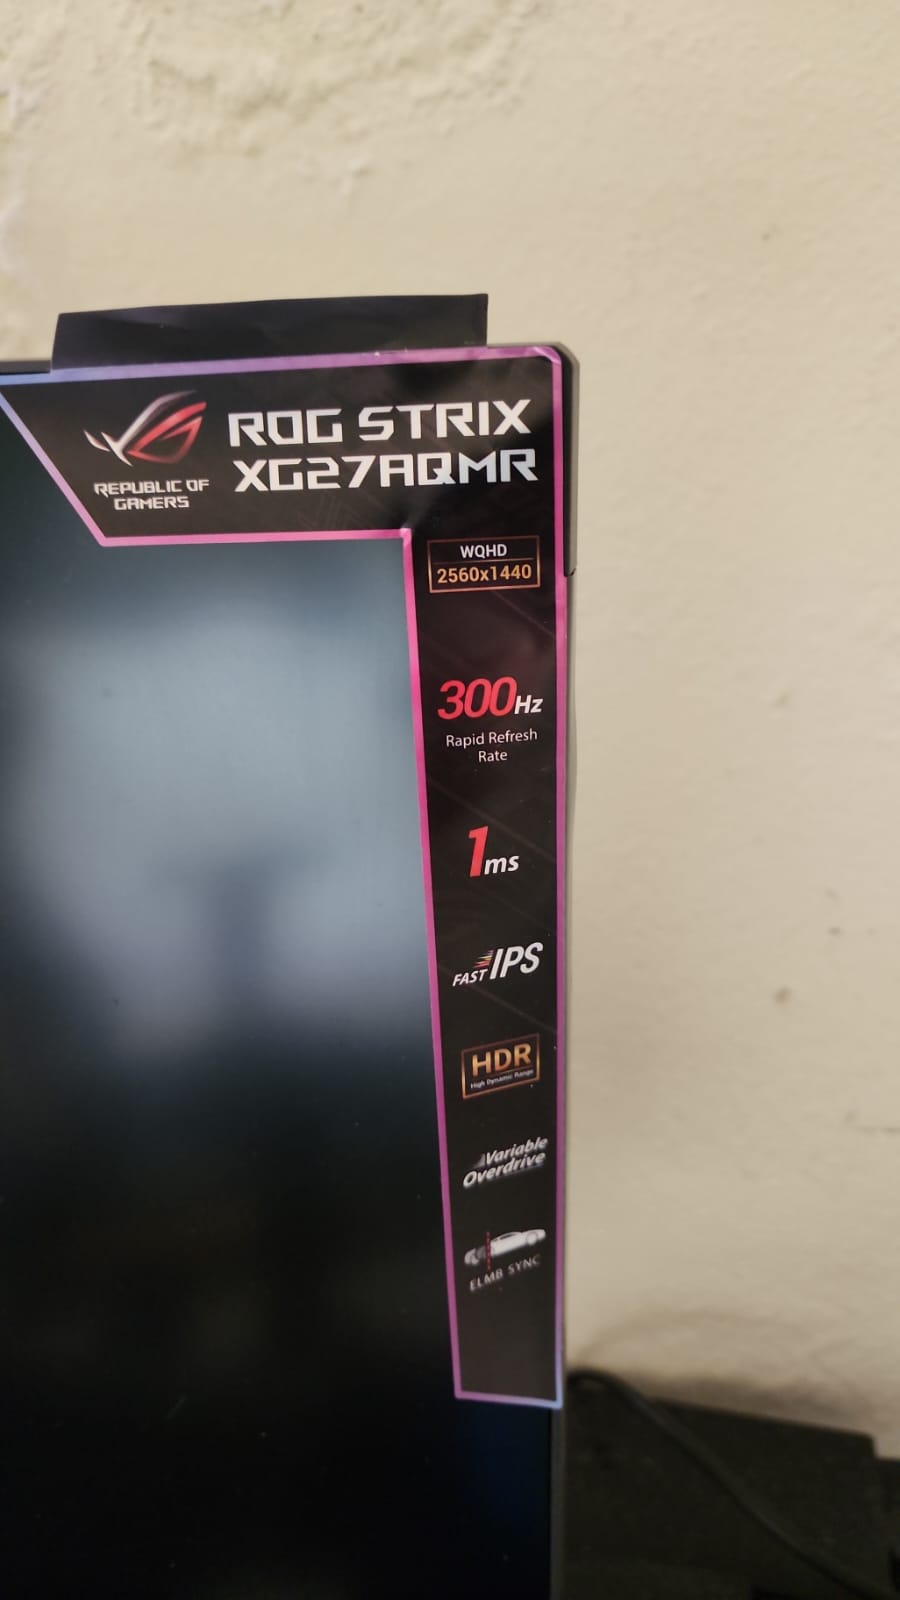 ROG STRIX
XG27AQMR
REPUBLIC OF
GAMERS
WQHD
2560x1440
300Hz
Rapid Refresh
Rate
1ms
FAST IPS
HDR
High Dynamic Range
Variable
Overdrive
ELMB SYNC